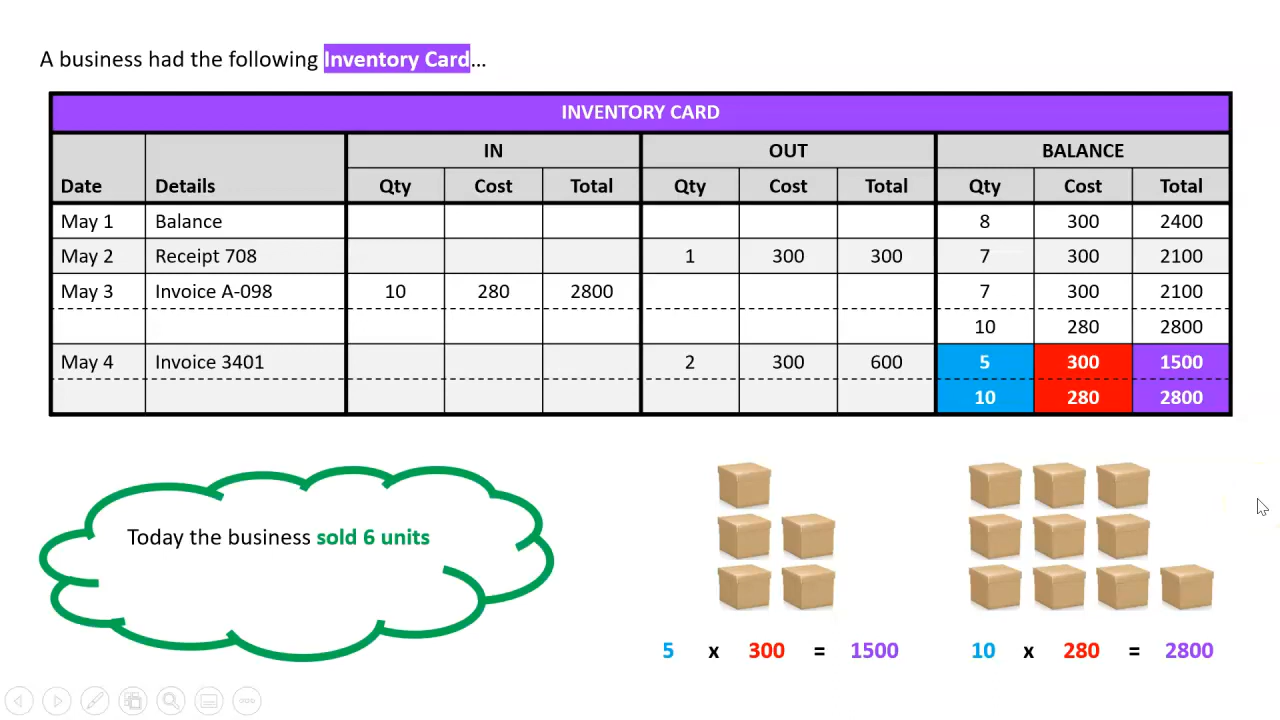 A business had the following Inventory Card...
INVENTORY CARD
IN OUT BALANCE
Date Details Qty Cost Total Qty Cost Total Qty Cost Total
May 1 Balance 8 300 2400
May 2 Receipt 708 1 300 300 7 300 2100
May 3 Invoice A-098 10 280 2800 7 300 2100
10 280 2800
May 4 Invoice 3401 2 300 600 5 300 1500
10 280 2800
Today the business sold 6 units
5 x 300 = 1500 10 x 280 = 2800